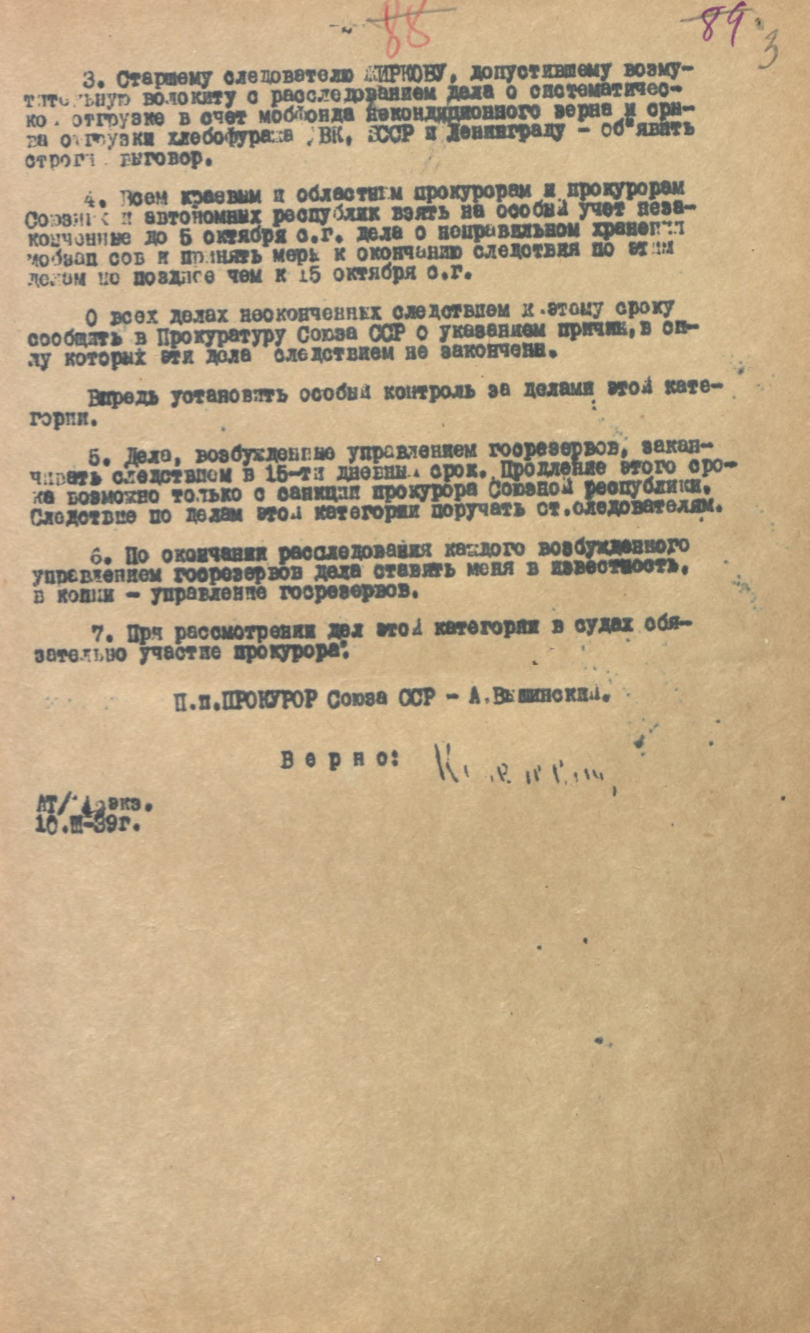 88
89
3
3. Старшему следователю ЖИРНОВУ, допустившему возму-
тительную волокиту с расследованием дела о систематичес-
кой отгрузке в счет мобфонда некондиционного зерна и сры-
ва отгрузки хлебофуража ДВК, БССР и Ленинграду - об"явить
строгий выговор.
4. Всем краевым и областным прокурорам и прокурорам
Союзных и автономных республик взять на особый учет неза-
конченные до 5 октября с.г. дела о неправильном хранении
мобзапасов и принять меры к окончанию следствия по этим
делам не позднее чем к 15 октября с.г.
О всех делах неоконченных следствием к этому сроку
сообщить в Прокуратуру Союза ССР с указанием причин, в си-
лу которых эти дела следствием не закончены.
Впредь установить особый контроль за делами этой кате-
гории.
5. Дела, возбужденные управлением госрезервов, закан-
чивать следствием в 15-ти дневный срок. Продление этого сро-
ка возможно только с санкции прокурора Союзной республики.
Следствие по делам этой категории поручать ст.следователям.
6. По окончании расследования каждого возбужденного
управлением госрезервов дела ставить меня в известность,
в копии - управление госрезервов.
7. При рассмотрении дел этой категории в судах обя-
зательно участие прокурора.
П.п.ПРОКУРОР Союза ССР - А.Вышинский.
Верно:
АТ/ экз.
10.III-39г.